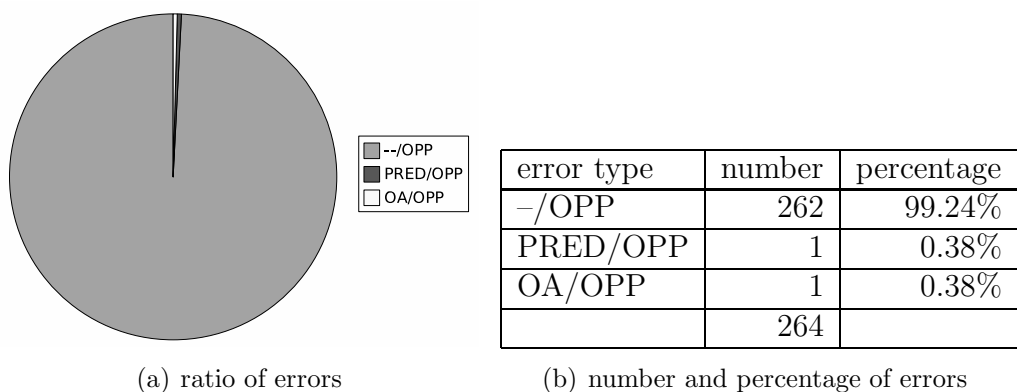 --/OPP
PRED/OPP
OA/OPP
error type number percentage
–/OPP 262 99.24%
PRED/OPP 1 0.38%
OA/OPP 1 0.38%
264
(a) ratio of errors
(b) number and percentage of errors